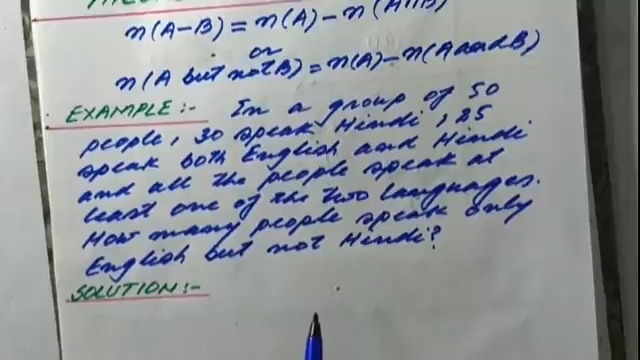 n(A-B) = n(A) - n(A∩B)
or
n(A but not B) = n(A) - n(A and B)
EXAMPLE:- In a group of 50
people, 30 speak Hindi, 25
speak both English and Hindi
and all the people speak at
least one of the two languages.
How many people speak only
English but not Hindi?
SOLUTION:-